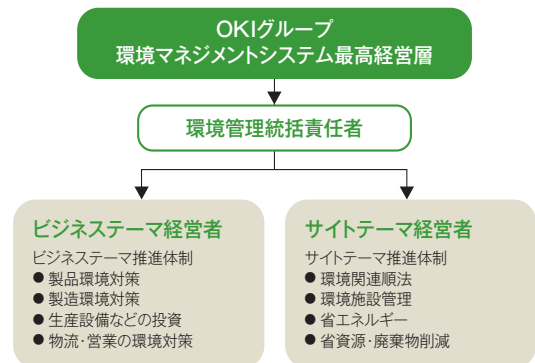 OKIグループ
環境マネジメントシステム最高経営層
環境管理統括責任者
ビジネステーマ経営者
ビジネステーマ推進体制
● 製品環境対策
● 製造環境対策
● 生産設備などの投資
● 物流・営業の環境対策
サイトテーマ経営者
サイトテーマ推進体制
● 環境関連順法
● 環境施設管理
● 省エネルギー
● 省資源・廃棄物削減